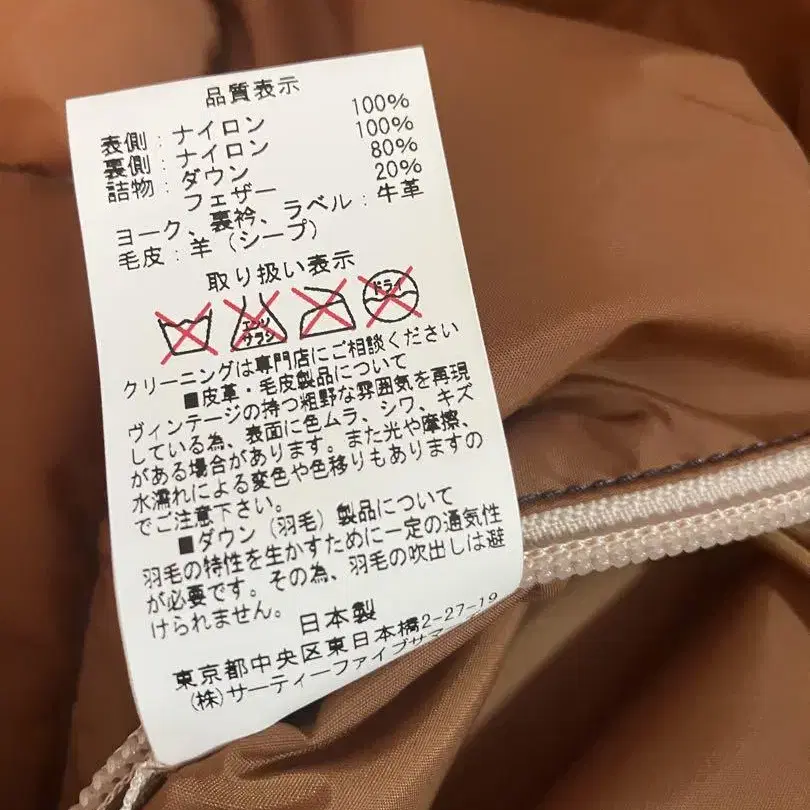 品質表示
表側：ナイロン 100%
裏側：ナイロン 100%
詰物：ダウン 80%
フェザー 20%
ヨーク、裏衿、ラベル：牛革
毛皮：羊（シープ）
取り扱い表示
エンソ
サラシ
ドライ
クリーニングは専門店にご相談ください
■皮革・毛皮製品について
ヴィンテージの持つ粗野な雰囲気を再現
している為、表面に色ムラ、シワ、キズ
がある場合があります。また光や摩擦、
水濡れによる変色や色移りもありますの
でご注意下さい。
■ダウン（羽毛）製品について
羽毛の特性を生かすために一定の通気性
が必要です。その為、羽毛の吹出しは避
けられません。
日本製
東京都中央区東日本橋2-27-19
(株)サーティーファイブサマー